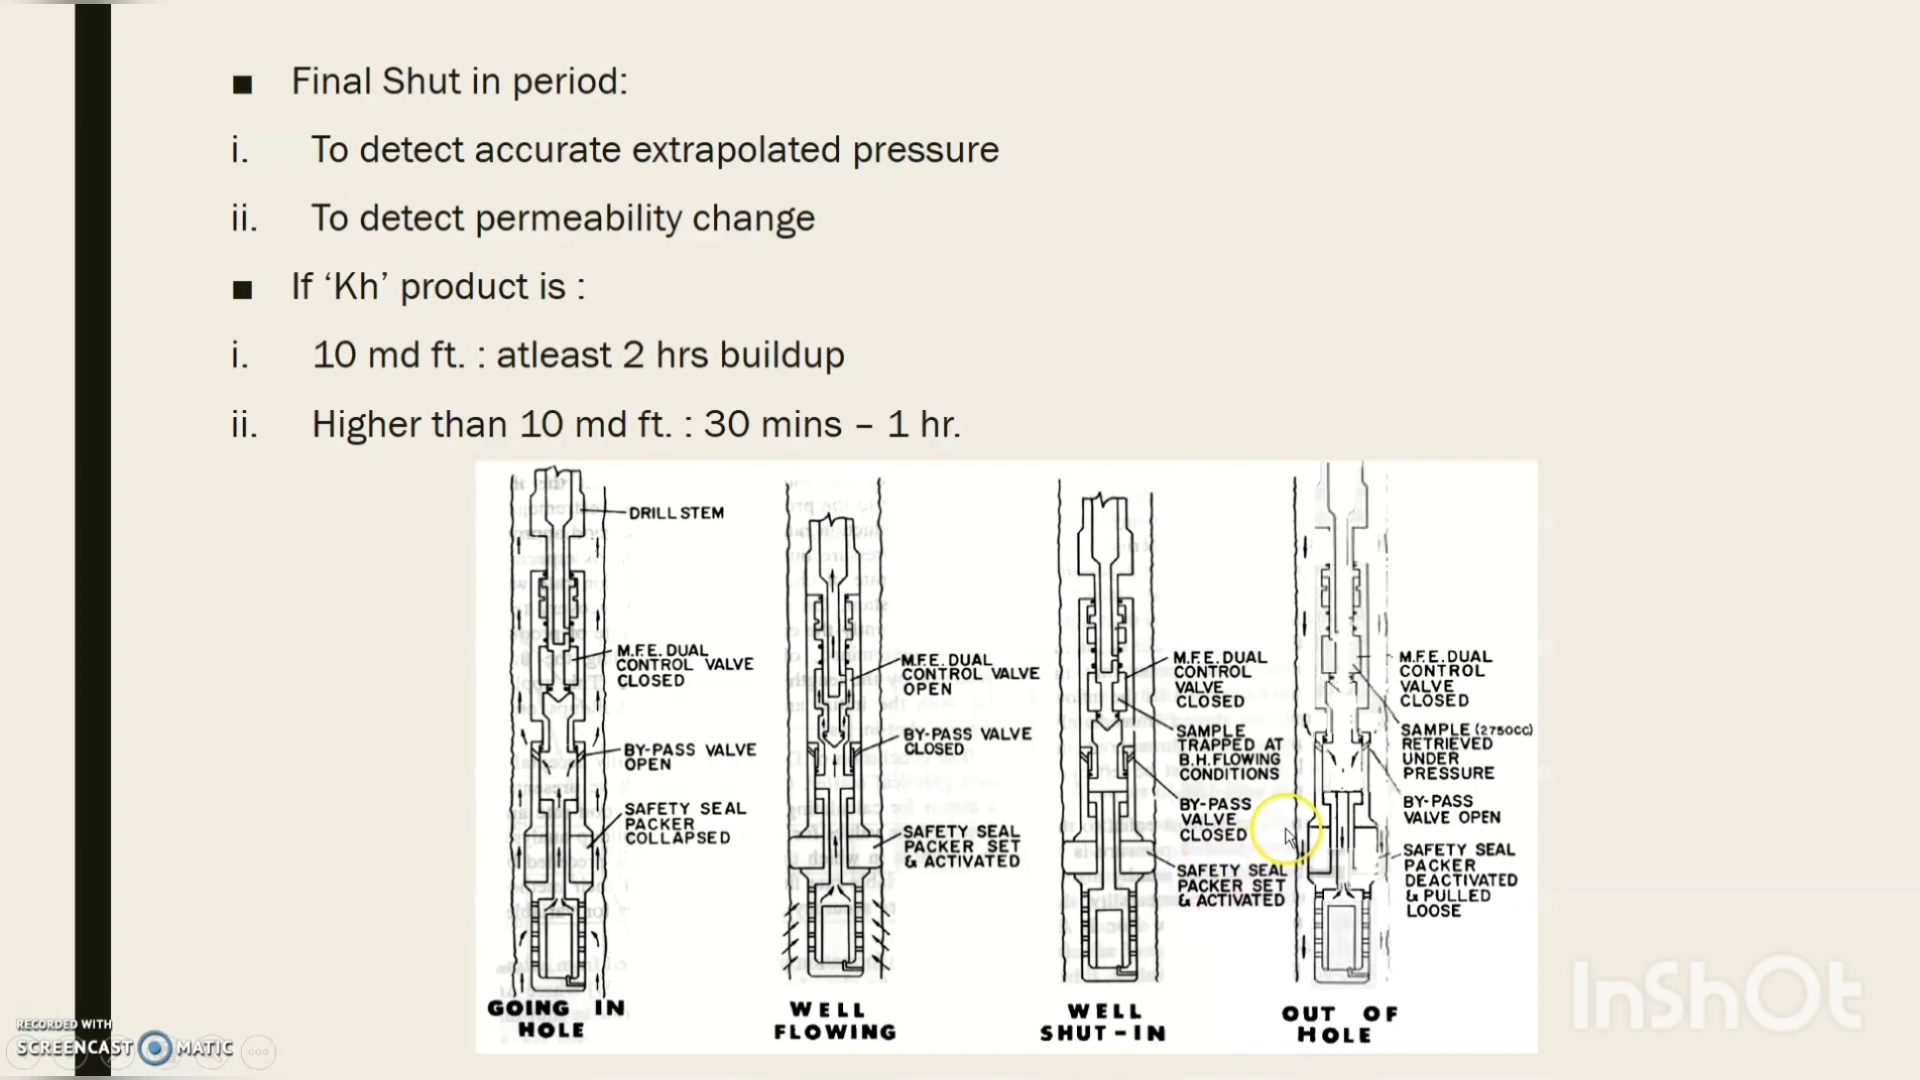 ■ Final Shut in period:
i. To detect accurate extrapolated pressure
ii. To detect permeability change
■ If ‘Kh’ product is :
i. 10 md ft. : atleast 2 hrs buildup
ii. Higher than 10 md ft. : 30 mins – 1 hr.
DRILL STEM
M.F.E. DUAL
CONTROL VALVE
CLOSED
BY-PASS VALVE
OPEN
SAFETY SEAL
PACKER
COLLAPSED
GOING IN
HOLE
M.F.E. DUAL
CONTROL VALVE
OPEN
BY-PASS VALVE
CLOSED
SAFETY SEAL
PACKER SET
& ACTIVATED
WELL
FLOWING
M.F.E. DUAL
CONTROL
VALVE
CLOSED
SAMPLE
TRAPPED AT
B.H. FLOWING
CONDITIONS
BY-PASS
VALVE
CLOSED
SAFETY SEAL
PACKER SET
& ACTIVATED
WELL
SHUT-IN
M.F.E. DUAL
CONTROL
VALVE
CLOSED
SAMPLE (2750CC)
RETRIEVED
UNDER
PRESSURE
BY-PASS
VALVE OPEN
SAFETY SEAL
PACKER
DEACTIVATED
& PULLED
LOOSE
OUT OF
HOLE
RECORDED WITH
SCREENCAST MATIC
InShOt